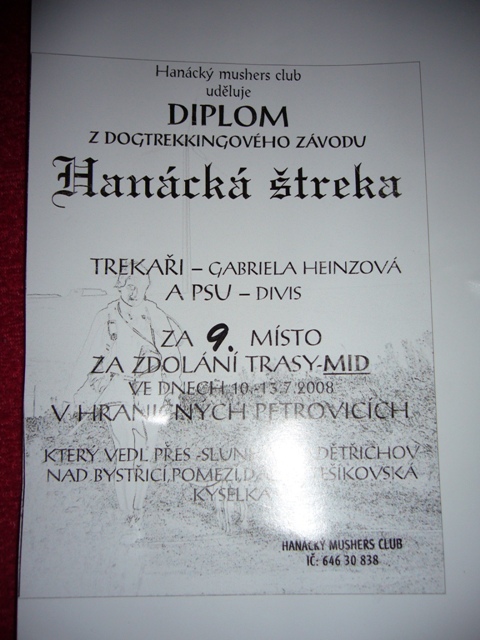 Hanácký mushers club
uděluje
DIPLOM
Z DOGTREKKINGOVÉHO ZÁVODU
Hanácká štreka
TREKAŘI – GABRIELA HEINZOVÁ
A PSU – DIVIS
ZA 9. MÍSTO
ZA ZDOLÁNÍ TRASY-MID
VE DNECH 10.-13.7.2008
V HRANIČNÝCH PETROVICÍCH
KTERÝ VEDL PŘES DĚTŘICHOV
NAD BYSTŘICÍ,POMEZÍ,
KYSELKA
HANÁCKÝ MUSHERS CLUB
IČ: 646 30 838